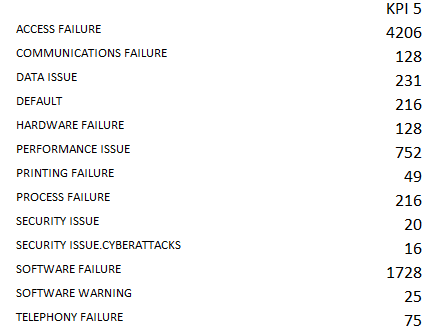 KPI 5
ACCESS FAILURE 4206
COMMUNICATIONS FAILURE 128
DATA ISSUE 231
DEFAULT 216
HARDWARE FAILURE 128
PERFORMANCE ISSUE 752
PRINTING FAILURE 49
PROCESS FAILURE 216
SECURITY ISSUE 20
SECURITY ISSUE.CYBERATTACKS 16
SOFTWARE FAILURE 1728
SOFTWARE WARNING 25
TELEPHONY FAILURE 75